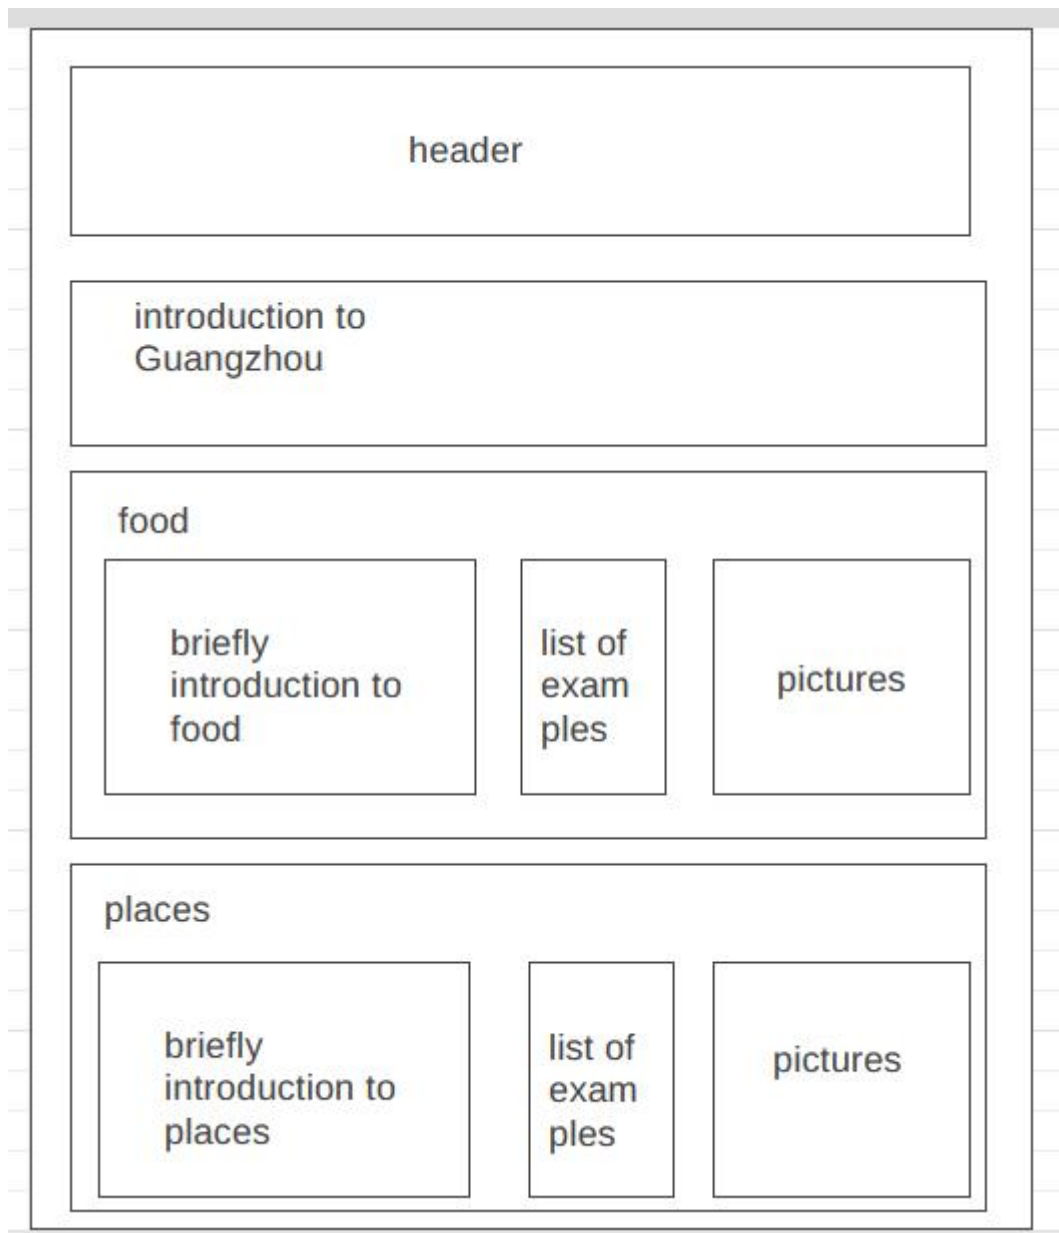 header
introduction to
Guangzhou
food
briefly
introduction to
food
list of
exam
ples
pictures
places
briefly
introduction to
places
list of
exam
ples
pictures